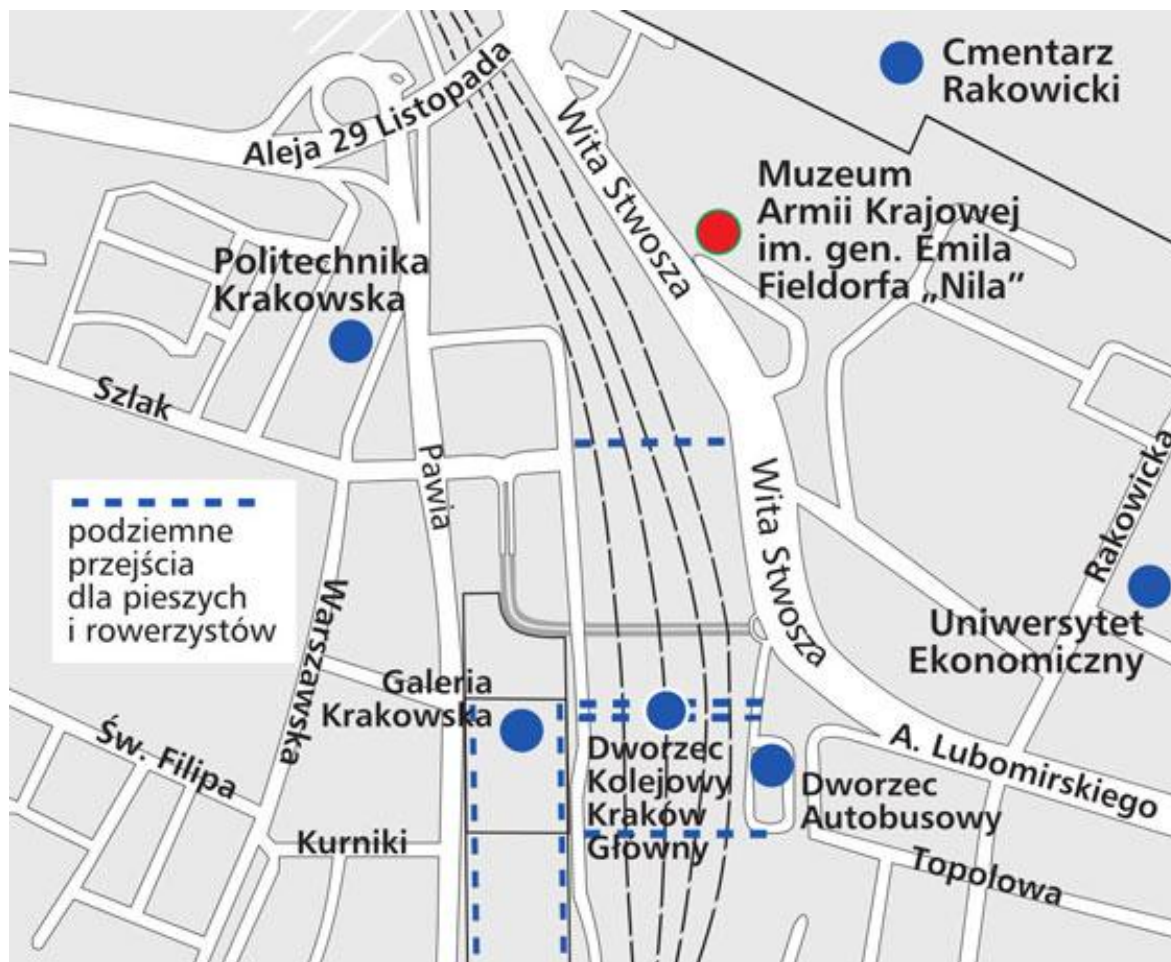 Cmentarz
Rakowicki
Aleja 29 Listopada
Wita Stwosza
Muzeum
Armii Krajowej
im. gen. Emila
Fieldorfa „Nila”
Politechnika
Krakowska
Szlak
Pawia
Wita Stwosza
Rakowicka
podziemne
przejścia
dla pieszych
i rowerzystów
Warszawska
Uniwersytet
Ekonomiczny
Galeria
Krakowska
Św. Filipa
Dworzec
Kolejowy
Kraków
Główny
A. Lubomirskiego
Dworzec
Autobusowy
Kurniki
Topolowa